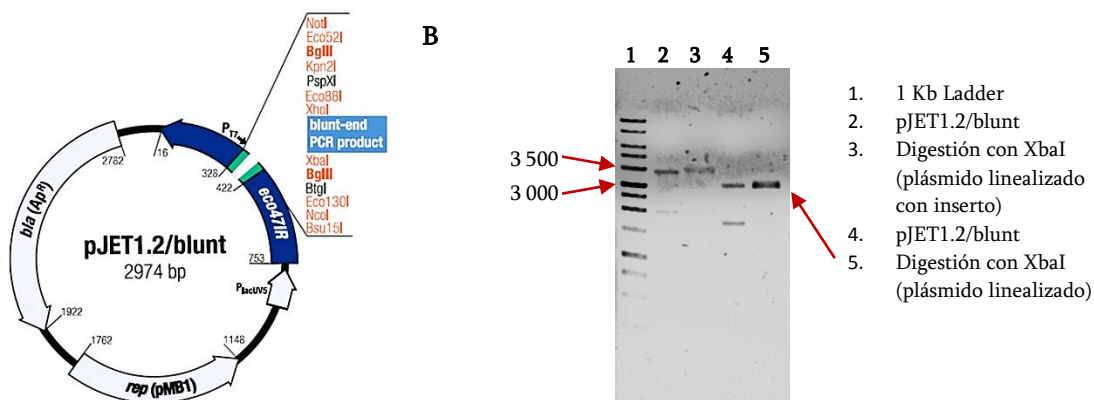 NotI
Eco52I
BglII
Kpn2I
PspXI
Eco88I
XhoI
blunt-end
PCR product
XbaI
BglII
BtgI
Eco130I
NcoI
Bsu15I
P T7
16
2782
328
422
bla (ApR)
eco47IR
pJET1.2/blunt
2974 bp
753
PlacUV5
1922
1762
1148
rep (pMB1)
B
1 2 3 4 5
3 500
3 000
1. 1 Kb Ladder
2. pJET1.2/blunt
3. Digestión con XbaI
(plásmido linealizado
con inserto)
4. pJET1.2/blunt
5. Digestión con XbaI
(plásmido linealizado)